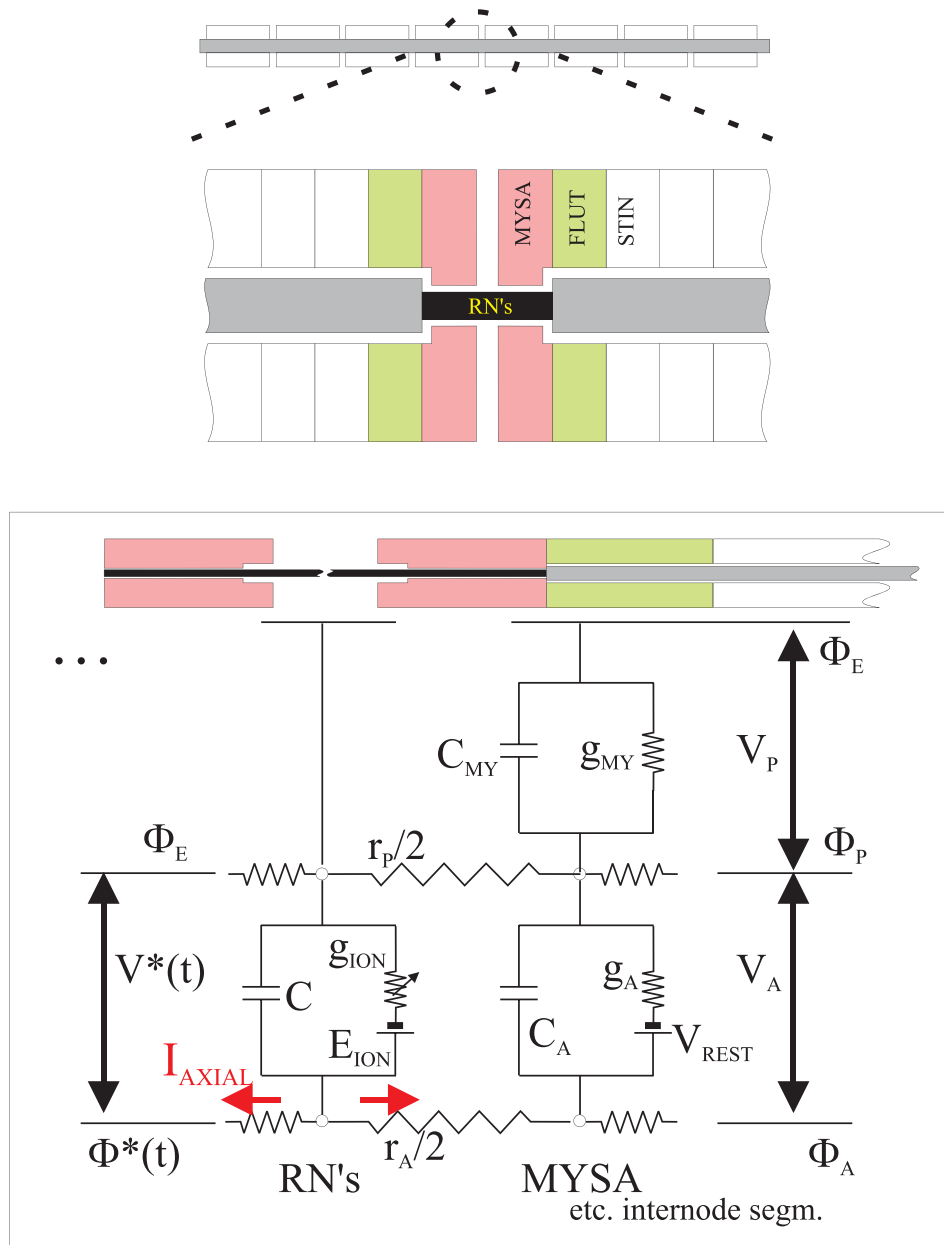 MYSA
FLUT
STIN
RN's
. . .
Φ_E
C_MY
g_MY
V_P
Φ_E
r_P/2
Φ_P
V*(t)
g_ION
C
E_ION
g_A
C_A
V_REST
V_A
I_AXIAL
Φ*(t)
r_A/2
Φ_A
RN's
MYSA
etc. internode segm.